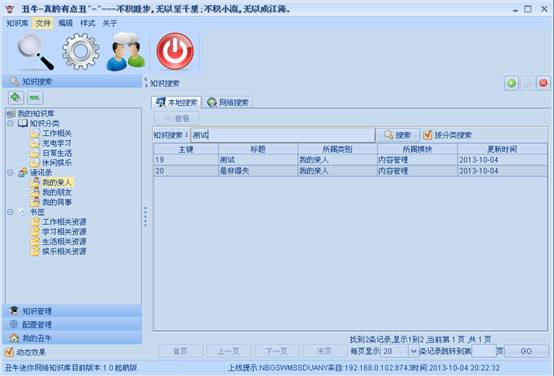 丑牛-真的有点丑^-^---不积跬步,无以至千里;不积小流,无以成江海。
知识库 文件 编辑 样式 关于
知识搜索
知识搜索
我的知识库
知识分类
工作相关
充电学习
日常生活
休闲娱乐
通讯录
我的亲人
我的朋友
我的同事
书签
工作相关资源
学习相关资源
生活相关资源
娱乐相关资源
知识管理
配置管理
我的丑牛
动态效果
本地搜索 网络搜索
查看
知识搜索: 测试 搜索 按分类搜索
主键 标题 所属类别 所属模块 更新时间
19 测试 我的亲人 内容管理 2013-10-04
20 是非得失 我的亲人 内容管理 2013-10-04
找到2条记录,显示1到2 ,当前第 1 页 ,共 1 页
首页 上一页 下一页 末页 每页显示 20 条记录跳转到第 页 GO
丑牛迷你网络知识库目前版本:1.0 起航版 上线提示:NBGSWMSSDUANY来自:192.168.0.102:8743时间:2013-10-04 20:22:32